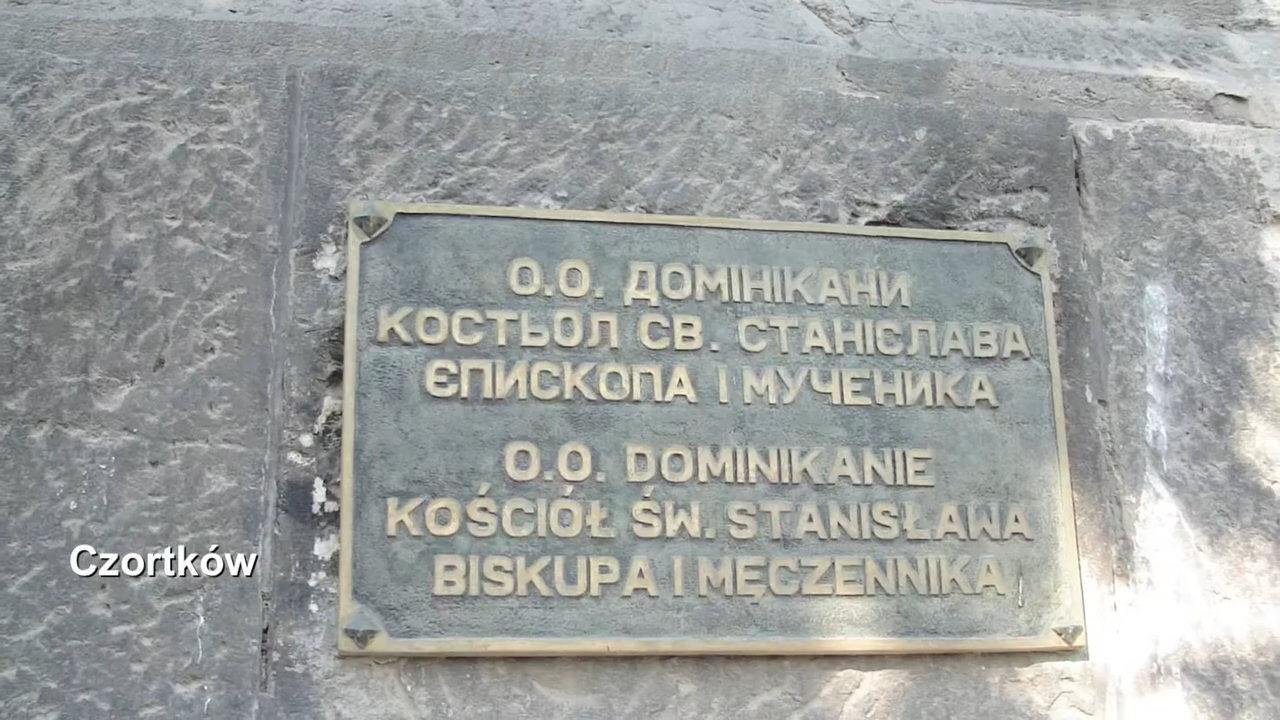 О.О. ДОМІНІКАНИ
КОСТЬОЛ СВ. СТАНІСЛАВА
ЄПИСКОПА І МУЧЕНИКА
O.O. DOMINIKANIE
KOŚCIÓŁ ŚW. STANISŁAWA
BISKUPA I MĘCZENNIKA
Czortków